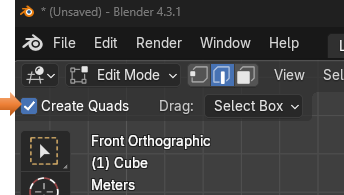 * (Unsaved) - Blender 4.3.1
File Edit Render Window Help
Edit Mode View
Create Quads Drag: Select Box
Front Orthographic
(1) Cube
Meters